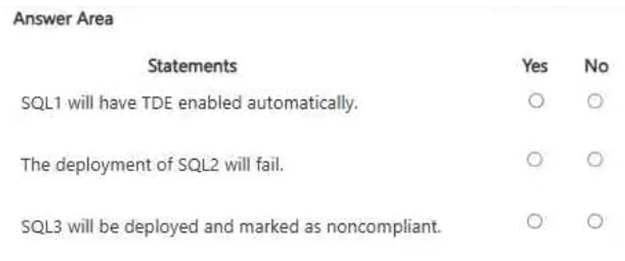 Answer Area
Statements Yes No
SQL1 will have TDE enabled automatically.
The deployment of SQL2 will fail.
SQL3 will be deployed and marked as noncompliant.